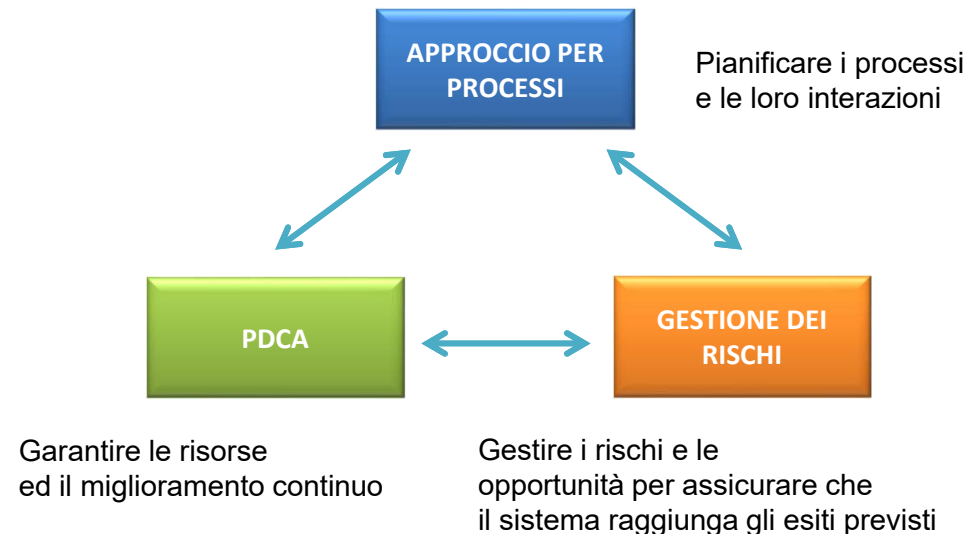 APPROCCIO PER
PROCESSI
Pianificare i processi
e le loro interazioni
PDCA
GESTIONE DEI
RISCHI
Garantire le risorse
ed il miglioramento continuo
Gestire i rischi e le
opportunità per assicurare che
il sistema raggiunga gli esiti previsti